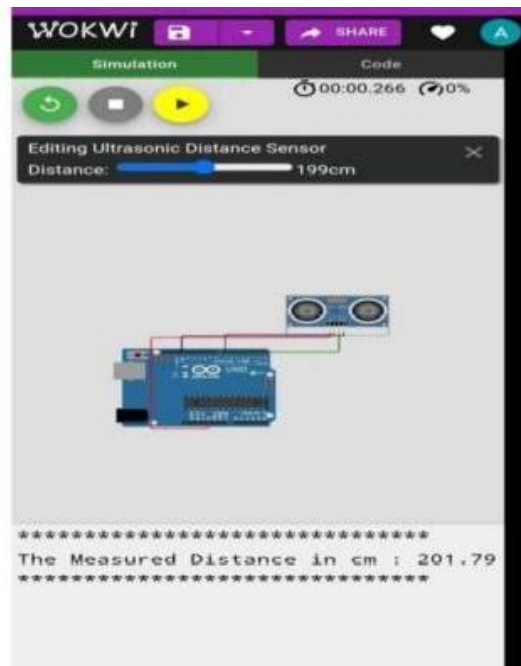 WOKWI
SHARE
A
Simulation
Code
00:00.266
0%
Editing Ultrasonic Distance Sensor
Distance:
199cm
UNO
*******************************
The Measured Distance in cm : 201.79
*******************************